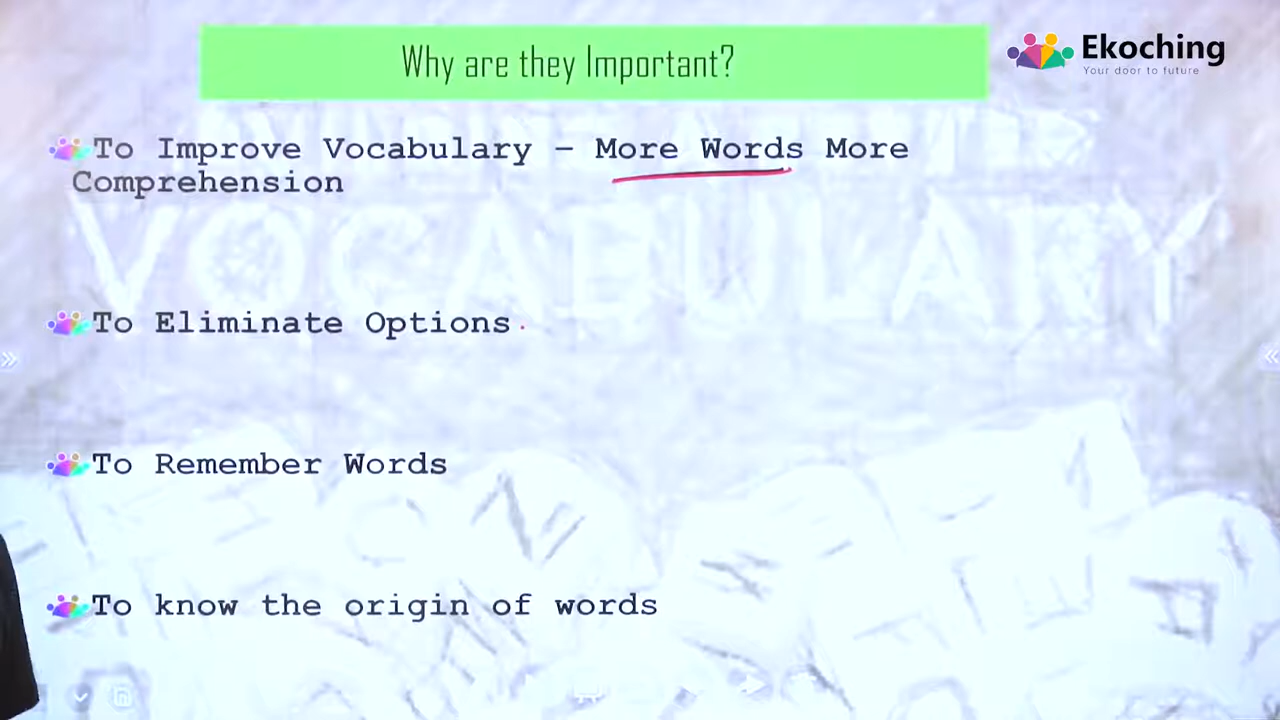 Why are they Important?
Ekoching
Your door to future
To Improve Vocabulary – More Words More
Comprehension
VOCABULARY
To Eliminate Options
To Remember Words
To know the origin of words